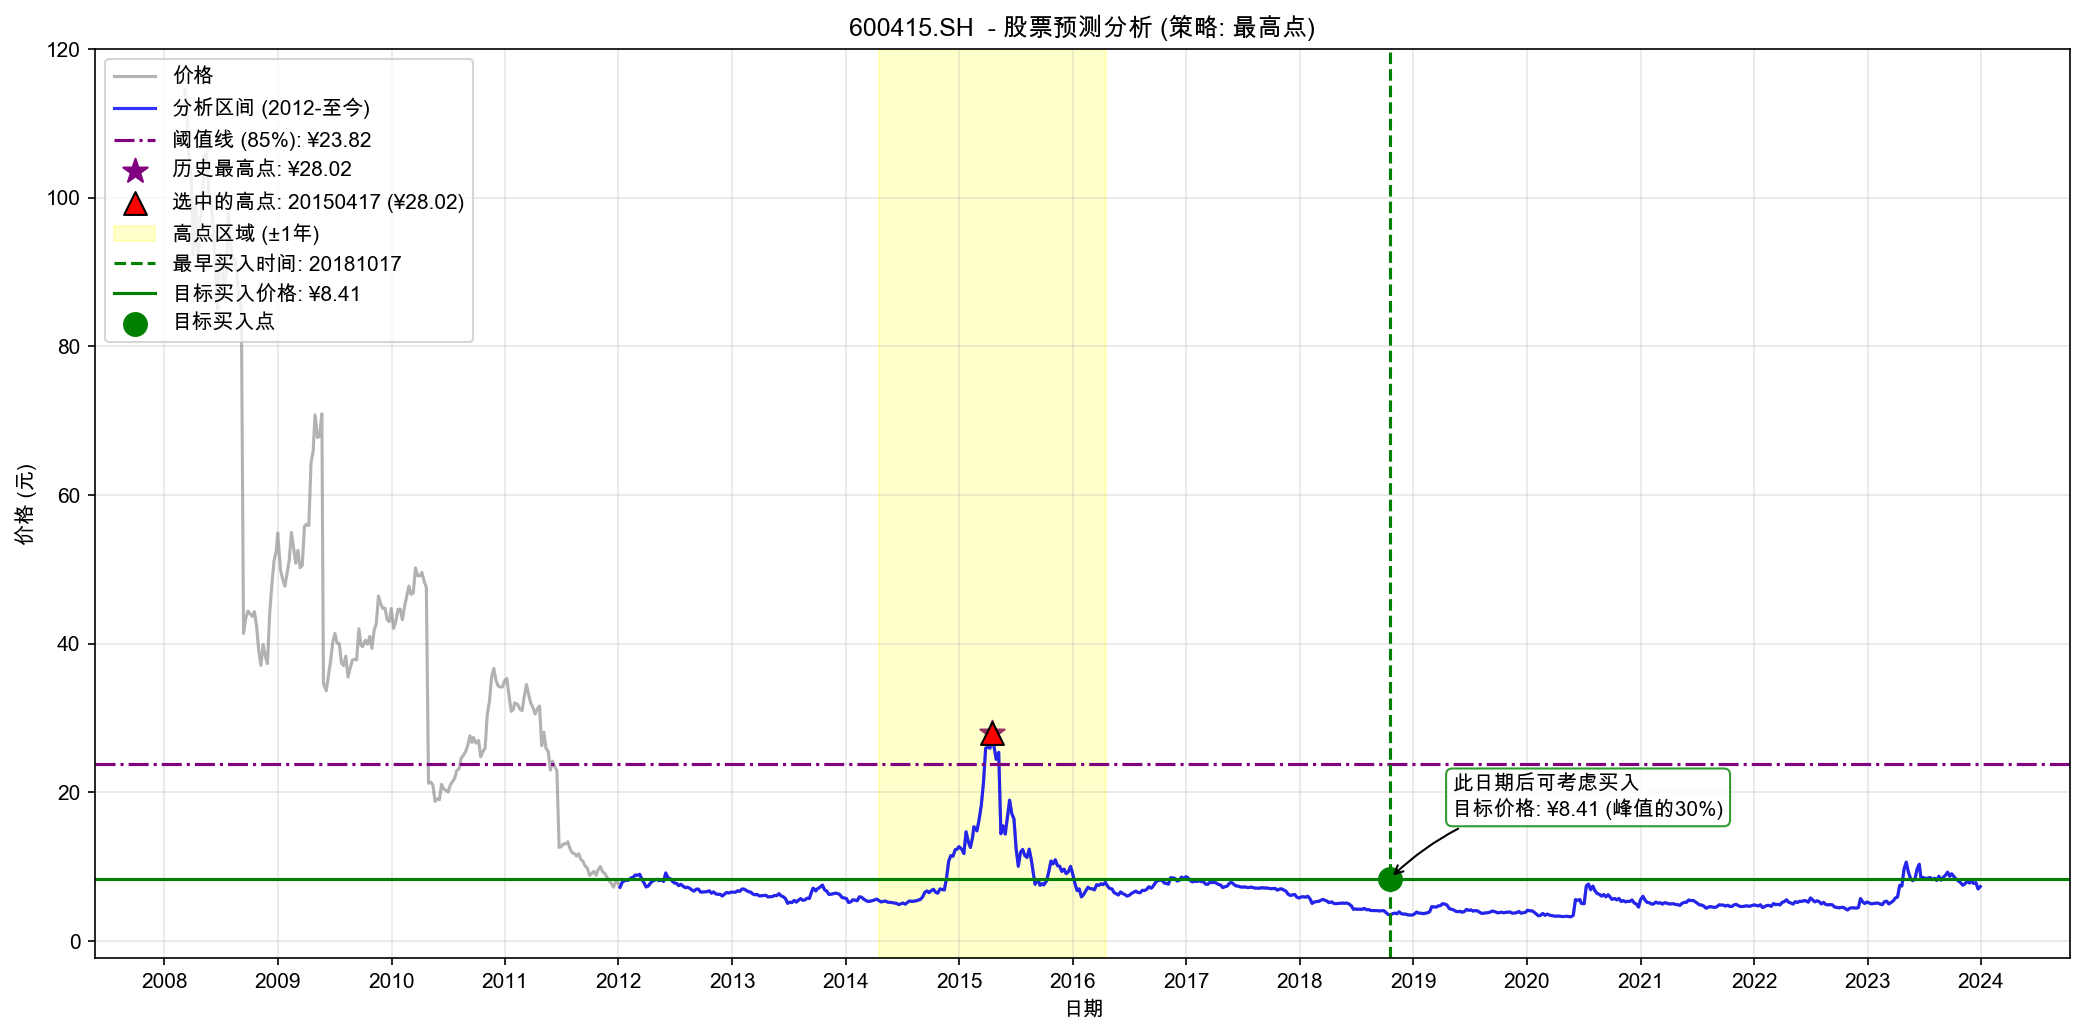 600415.SH - 股票预测分析 (策略: 最高点)
价格
分析区间 (2012-至今)
阈值线 (85%): ¥23.82
历史最高点: ¥28.02
选中的高点: 20150417 (¥28.02)
高点区域 (±1年)
最早买入时间: 20181017
目标买入价格: ¥8.41
目标买入点
120
100
80
60
40
20
0
价格 (元)
此日期后可考虑买入
目标价格: ¥8.41 (峰值的30%)
2008 2009 2010 2011 2012 2013 2014 2015 2016 2017 2018 2019 2020 2021 2022 2023 2024
日期